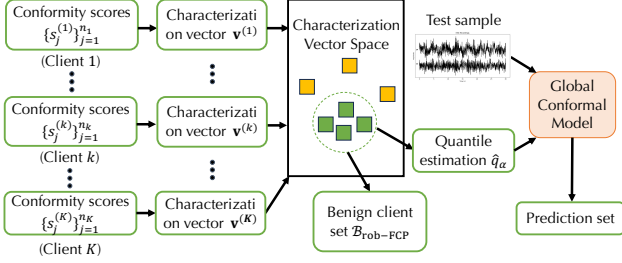 Conformity scores
{s_j^{(1)}}_{j=1}^{n_1}
(Client 1)
Characterizati
on vector v^{(1)}
Conformity scores
{s_j^{(k)}}_{j=1}^{n_k}
(Client k)
Characterizati
on vector v^{(k)}
Conformity scores
{s_j^{(K)}}_{j=1}^{n_K}
(Client K)
Characterizati
on vector v^{(K)}
Characterization
Vector Space
Test sample
Quantile
estimation q̂_α
Global
Conformal
Model
Benign client
set ℬ_{rob−FCP}
Prediction set